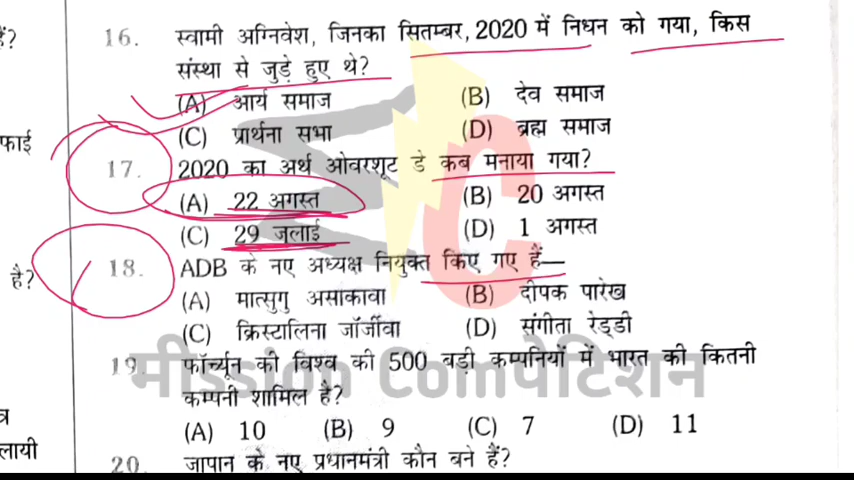 हैं?
16. स्वामी अग्निवेश, जिनका सितम्बर, 2020 में निधन को गया, किस
संस्था से जुड़े हुए थे?
(A) आर्य समाज (B) देव समाज
(C) प्रार्थना सभा (D) ब्रह्म समाज
फाई
17. 2020 का अर्थ ओवरशूट डे कब मनाया गया?
(A) 22 अगस्त (B) 20 अगस्त
(C) 29 जुलाई (D) 1 अगस्त
18. ADB के नए अध्यक्ष नियुक्त किए गए हैं—
है?
(A) मात्सुगु असाकावा (B) दीपक पारेख
(C) क्रिस्टालिना जॉर्जीवा (D) संगीता रेड्डी
मीission Comपेटिशन
19. फॉर्च्यून की विश्व की 500 बड़ी कम्पनियों में भारत की कितनी
कम्पनी शामिल है?
(A) 10 (B) 9 (C) 7 (D) 11
लायी
20. जापान के नए प्रधानमंत्री कौन बने हैं?